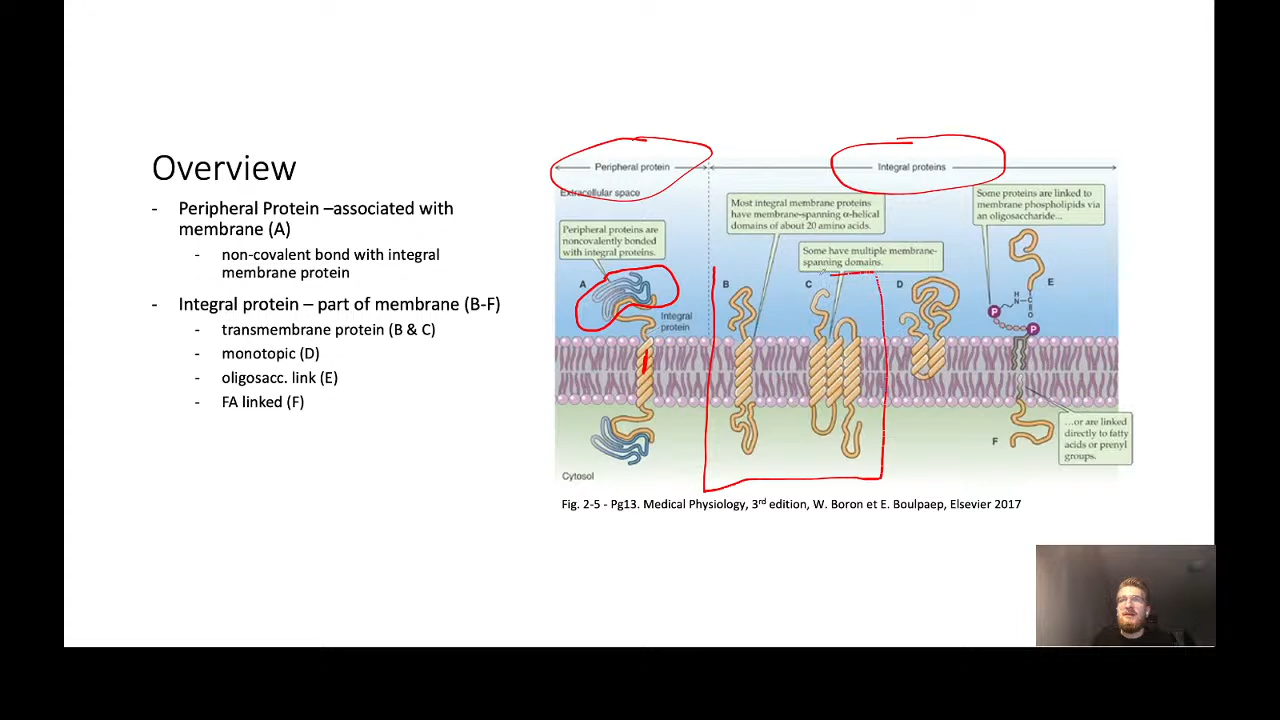 Overview
- Peripheral Protein –associated with
membrane (A)
- non-covalent bond with integral
membrane protein
- Integral protein – part of membrane (B-F)
- transmembrane protein (B & C)
- monotopic (D)
- oligosacc. link (E)
- FA linked (F)
Peripheral protein
Integral proteins
Extracellular space
Peripheral proteins are
noncovalently bonded
with integral proteins.
Most integral membrane proteins
have membrane-spanning α-helical
domains of about 20 amino acids.
Some have multiple membrane-
spanning domains.
Some proteins are linked to
membrane phospholipids via
an oligosaccharide...
A
B
C
D
E
Integral
protein
H
N
C
O
P
P
...or are linked
directly to fatty
acids or prenyl
groups.
F
Cytosol
Fig. 2-5 - Pg13. Medical Physiology, 3rd edition, W. Boron et E. Boulpaep, Elsevier 2017